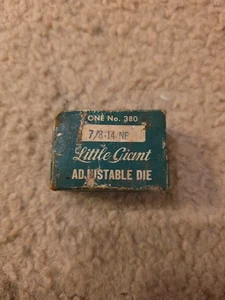 ONE No. 380
7/8-14 NF
Little Giant
ADJUSTABLE DIE